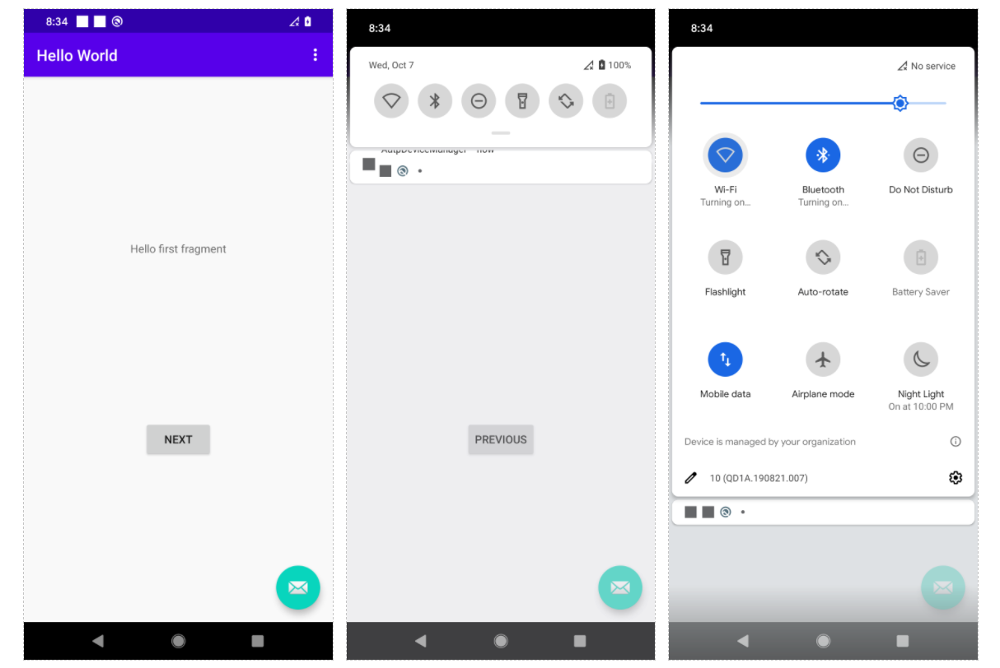 8:34
Hello World
Hello first fragment
NEXT
8:34
Wed, Oct 7
100%
now
PREVIOUS
8:34
No service
Wi-Fi
Turning on...
Bluetooth
Turning on...
Do Not Disturb
Flashlight
Auto-rotate
Battery Saver
Mobile data
Airplane mode
Night Light
On at 10:00 PM
Device is managed by your organization
10 (QD1A.190821.007)